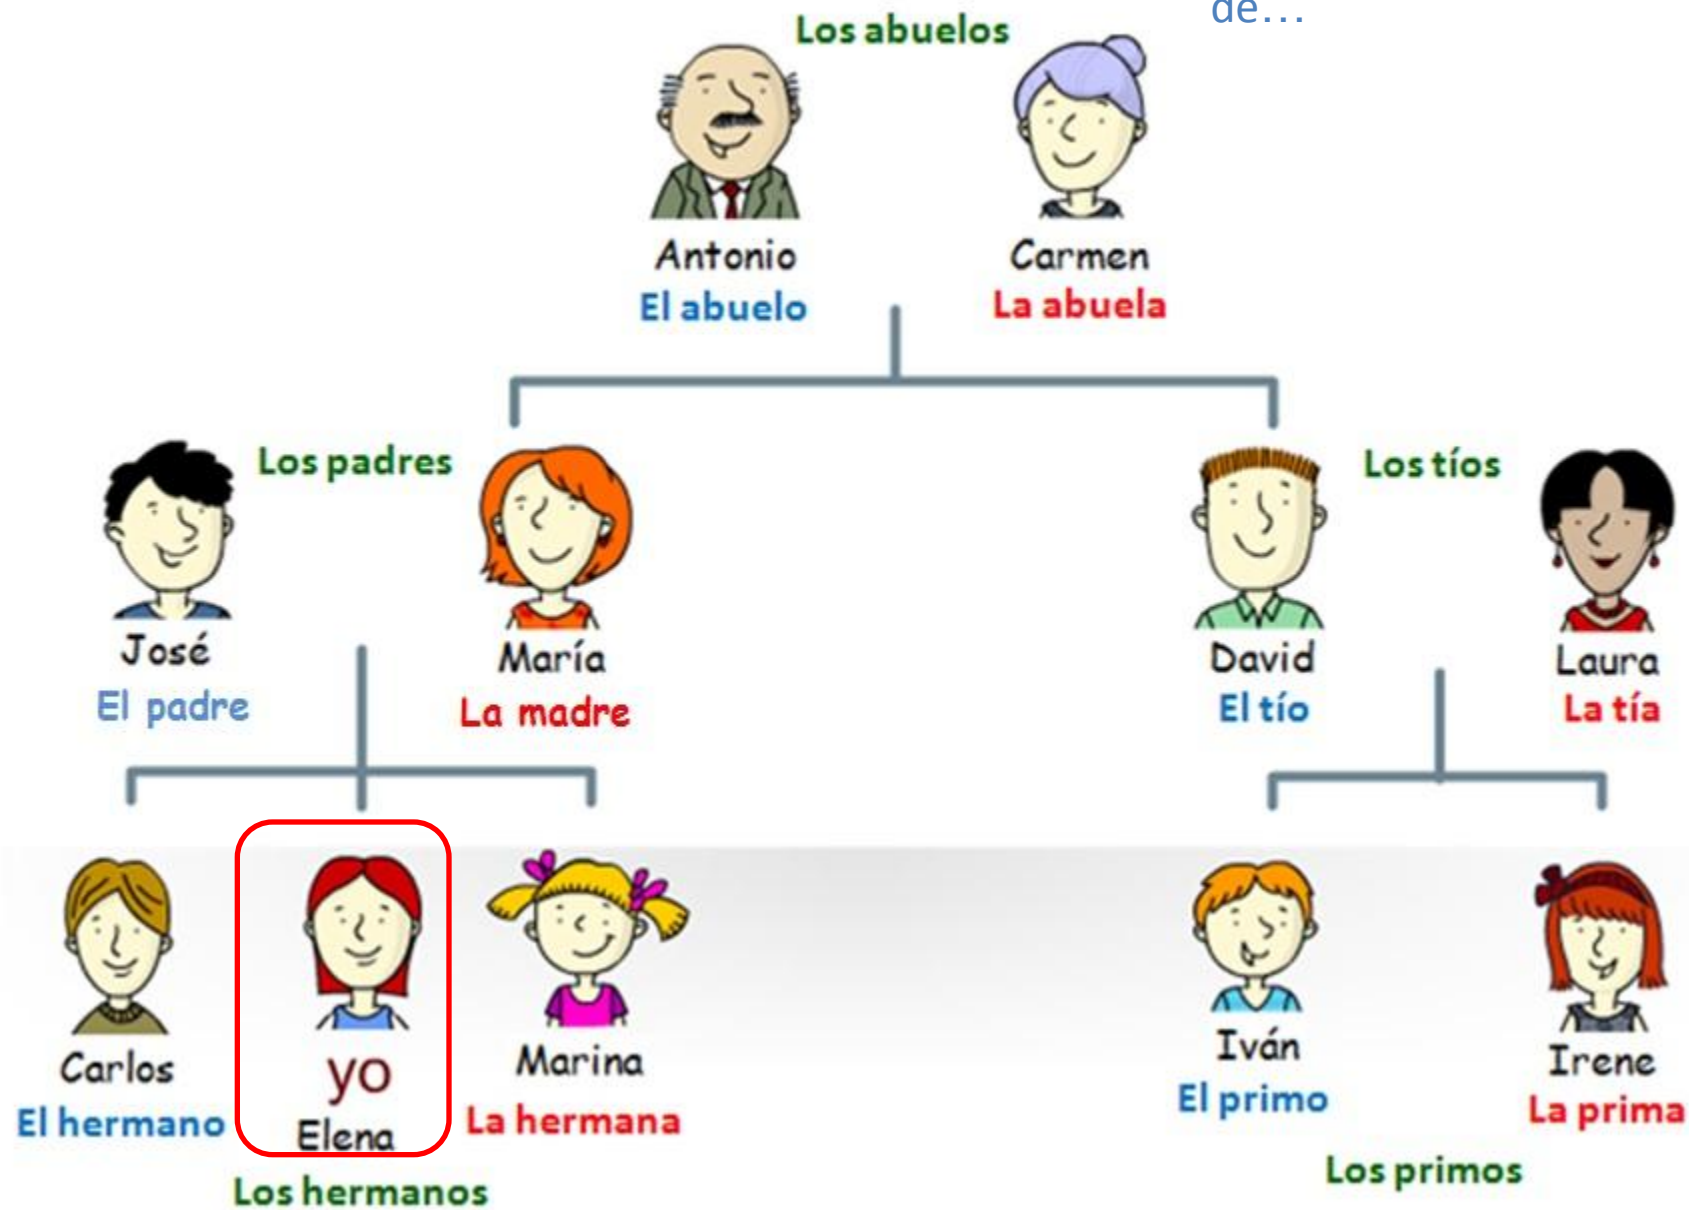 de...
Los abuelos
Antonio
Carmen
El abuelo
La abuela
Los padres
Los tíos
José
María
David
Laura
El padre
La madre
El tío
La tía
Carlos
yo
Elena
Marina
Iván
Irene
El hermano
La hermana
El primo
La prima
Los hermanos
Los primos